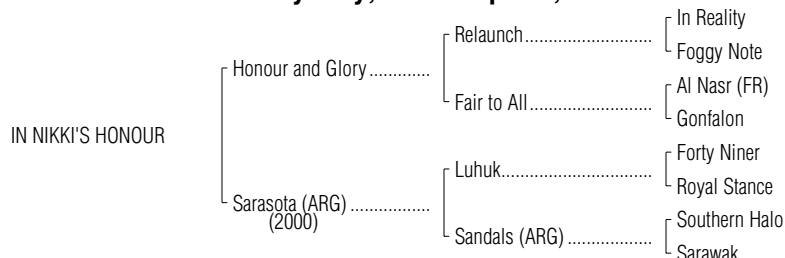 In Reality
Relaunch
Foggy Note
Honour and Glory
Al Nasr (FR)
Fair to All
Gonfalon
IN NIKKI'S HONOUR
Forty Niner
Luhuk
Royal Stance
Sarasota (ARG)
(2000)
Southern Halo
Sandals (ARG)
Sarawak